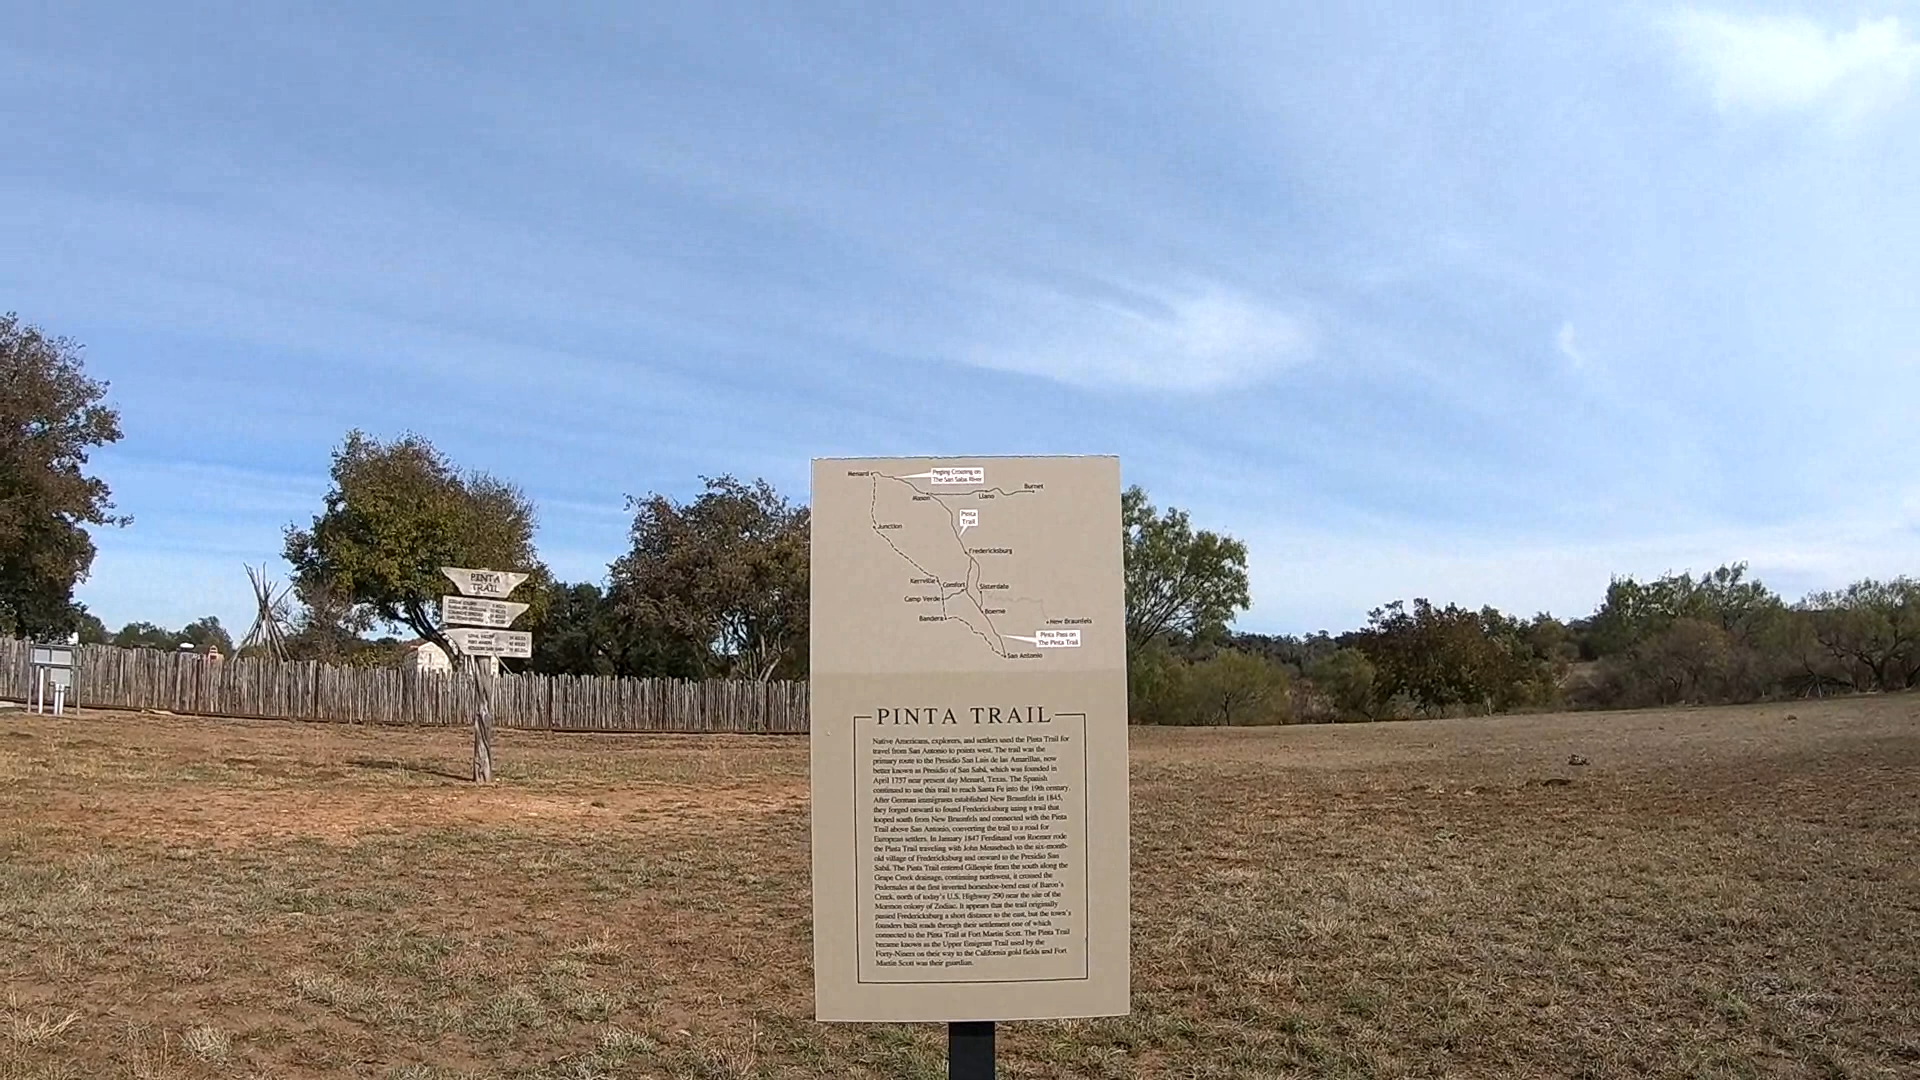 Menard
Pegleg Crossing on
The San Saba River
Mason
Llano
Burnet
Pinta
Trail
Junction
Fredericksburg
Kerrville
Comfort
Sisterdale
Camp Verde
Boerne
Bandera
New Braunfels
Pinta Pass on
The Pinta Trail
San Antonio
PINTA TRAIL
Native Americans, explorers, and settlers used the Pinta Trail for
travel from San Antonio to points west. The trail was the
primary route to the Presidio San Luis de las Amarillas, now
better known as Presidio of San Sabá, which was founded in
April 1757 near present day Menard, Texas. The Spanish
continued to use this trail to reach Santa Fe into the 19th century.
After German immigrants established New Braunfels in 1845,
they forged onward to found Fredericksburg using a trail that
looped south from New Braunfels and connected with the Pinta
Trail above San Antonio, converting the trail to a road for
European settlers. In January 1847 Ferdinand von Roemer rode
the Pinta Trail traveling with John Meusebach to the six-month-
old village of Fredericksburg and onward to the Presidio San
Sabá. The Pinta Trail entered Gillespie from the south along the
Grape Creek drainage, continuing northwest, it crossed the
Pedernales at the first inverted horseshoe-bend east of Baron's
Creek, north of today's U.S. Highway 290 near the site of the
Mormon colony of Zodiac. It appears that the trail originally
passed Fredericksburg a short distance to the east, but the town's
founders built roads through their settlement one of which
connected to the Pinta Trail at Fort Martin Scott. The Pinta Trail
became known as the Upper Emigrant Trail used by the
Forty-Niners on their way to the California gold fields and Fort
Martin Scott was their guardian.
PINTA
TRAIL